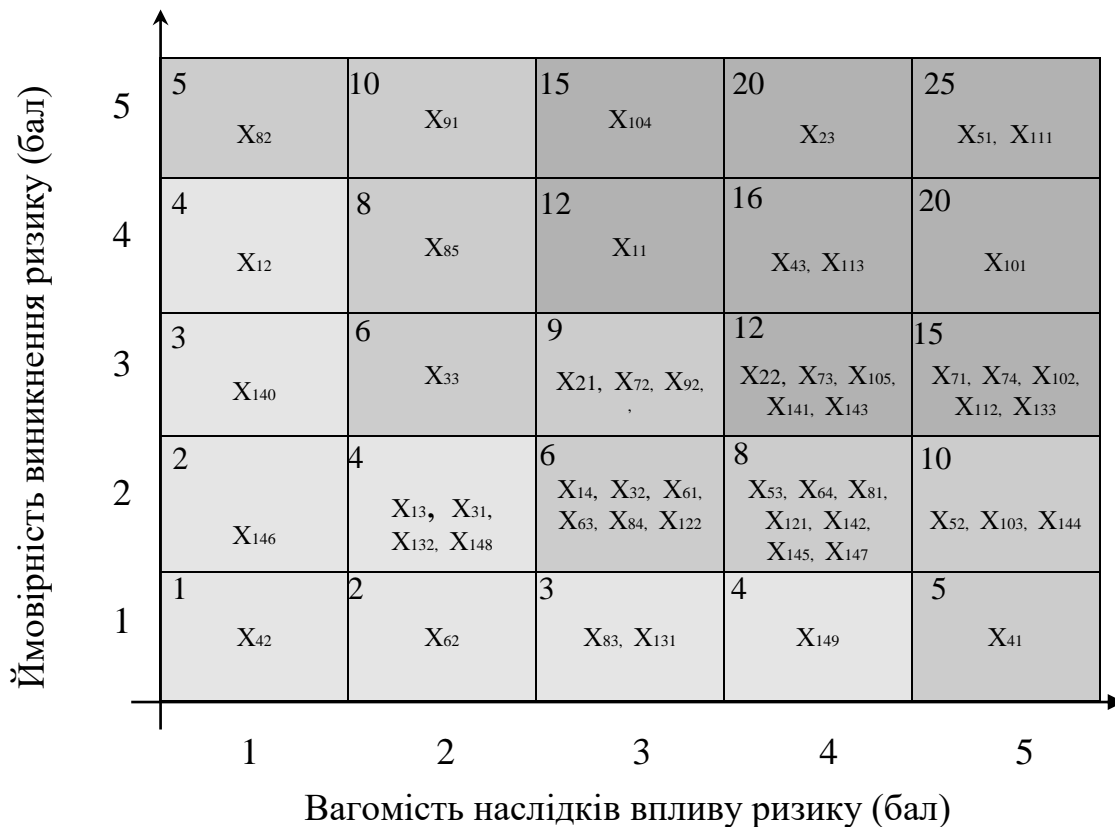 Ймовірність виникнення ризику (бал)
5
5
X82
10
X91
15
X104
20
X23
25
X51, X111
4
4
X12
8
X85
12
X11
16
X43, X113
20
X101
3
3
X140
6
X33
9
X21, X72, X92,
,
12
X22, X73, X105,
X141, X143
15
X71, X74, X102,
X112, X133
2
2
X146
4
X13, X31,
X132, X148
6
X14, X32, X61,
X63, X84, X122
8
X53, X64, X81,
X121, X142,
X145, X147
10
X52, X103, X144
1
1
X42
2
X62
3
X83, X131
4
X149
5
X41
1 2 3 4 5
Вагомість наслідків впливу ризику (бал)